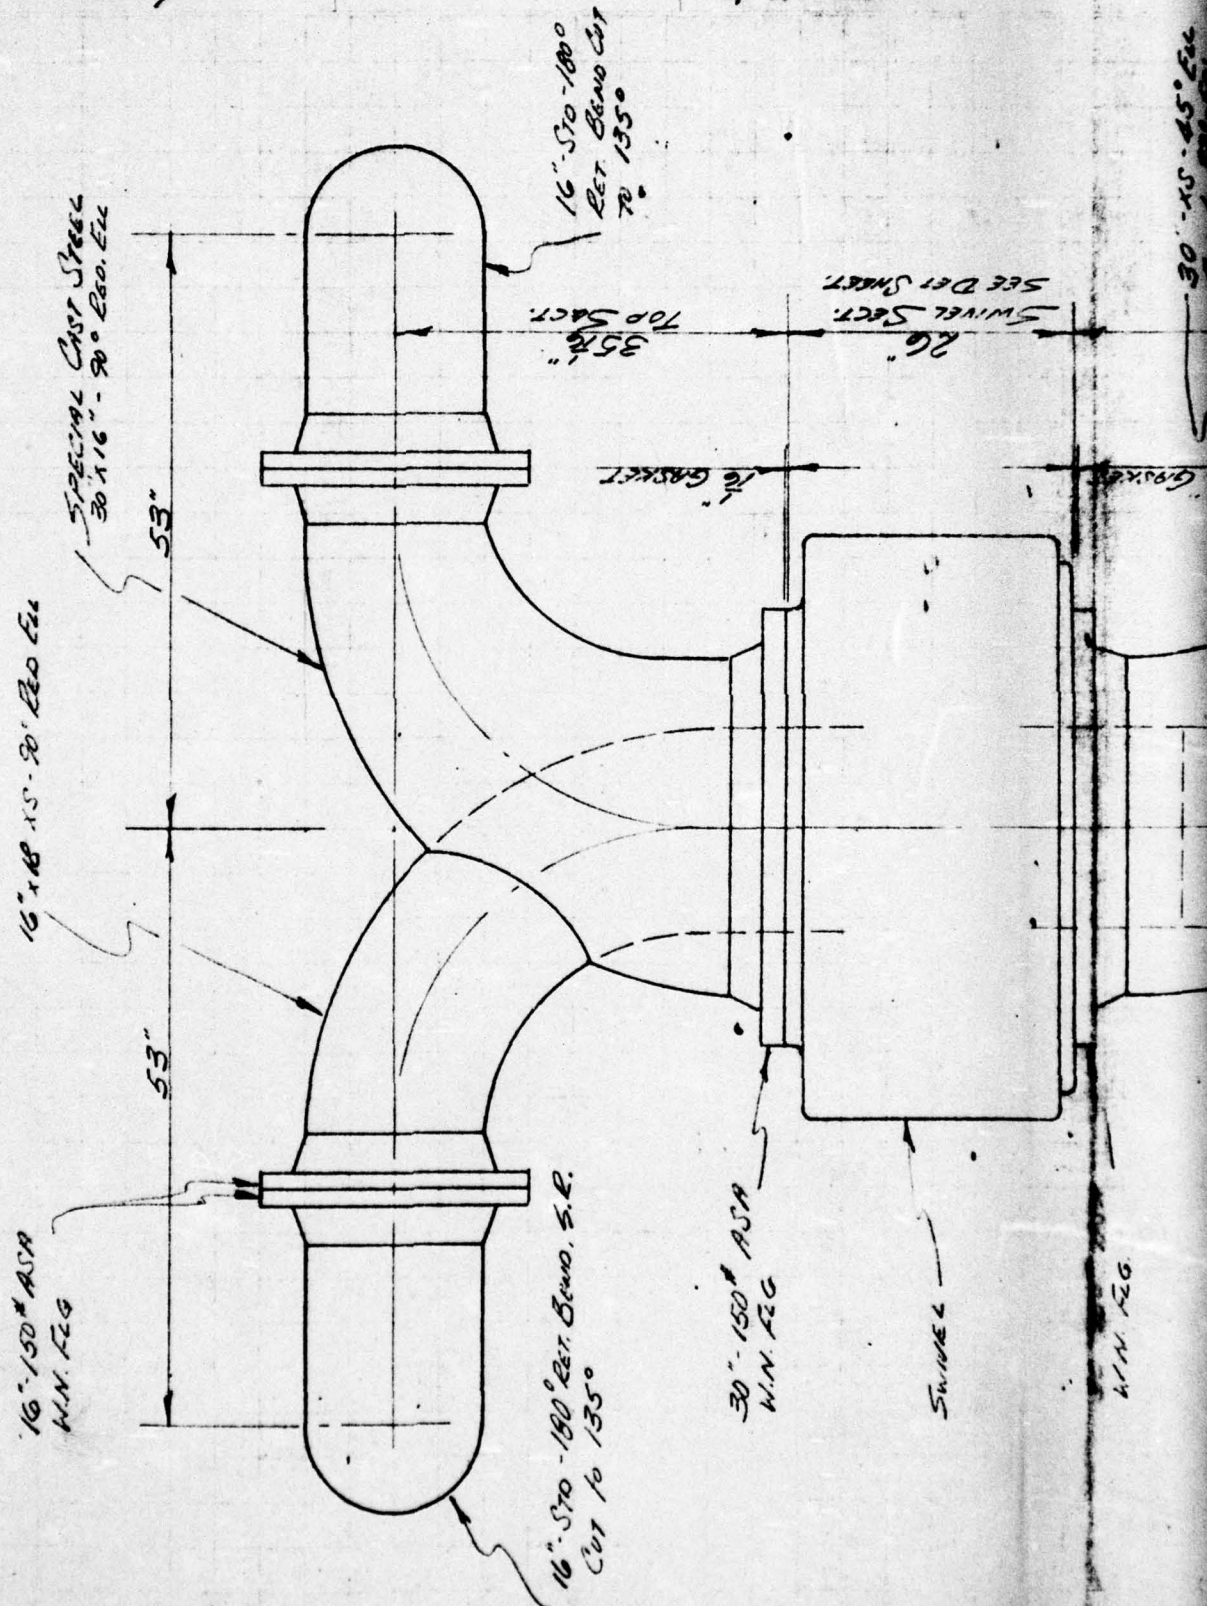 16"-STD-180°
RET. BEND CUT
TO 135°
SPECIAL CAST STEEL
30"X16"-90° RED. ELL
53"
16"x18 XS-90° RED ELL
53"
16"-150# ASA
W.N. FLG
16"-STD-180° RET. BEND. S.R.
CUT TO 135°
35 1/16"
TOP SECT.
26"
SWIVEL SECT.
SEE DET SHEET.
1/16" GASKET
GASKET
30"-XS-45° ELL
30"-150# ASA
W.N. FLG
SWIVEL
ASA
W.N. FLG.